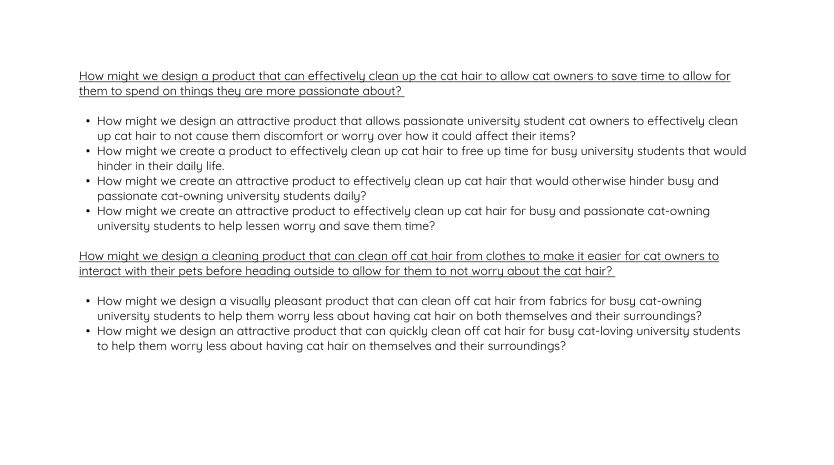 How might we design a product that can effectively clean up the cat hair to allow cat owners to save time to allow for
them to spend on things they are more passionate about?
• How might we design an attractive product that allows passionate university student cat owners to effectively clean
up cat hair to not cause them discomfort or worry over how it could affect their items?
• How might we create a product to effectively clean up cat hair to free up time for busy university students that would
hinder in their daily life.
• How might we create an attractive product to effectively clean up cat hair that would otherwise hinder busy and
passionate cat-owning university students daily?
• How might we create an attractive product to effectively clean up cat hair for busy and passionate cat-owning
university students to help lessen worry and save them time?
How might we design a cleaning product that can clean off cat hair from clothes to make it easier for cat owners to
interact with their pets before heading outside to allow for them to not worry about the cat hair?
• How might we design a visually pleasant product that can clean off cat hair from fabrics for busy cat-owning
university students to help them worry less about having cat hair on both themselves and their surroundings?
• How might we design an attractive product that can quickly clean off cat hair for busy cat-loving university students
to help them worry less about having cat hair on themselves and their surroundings?